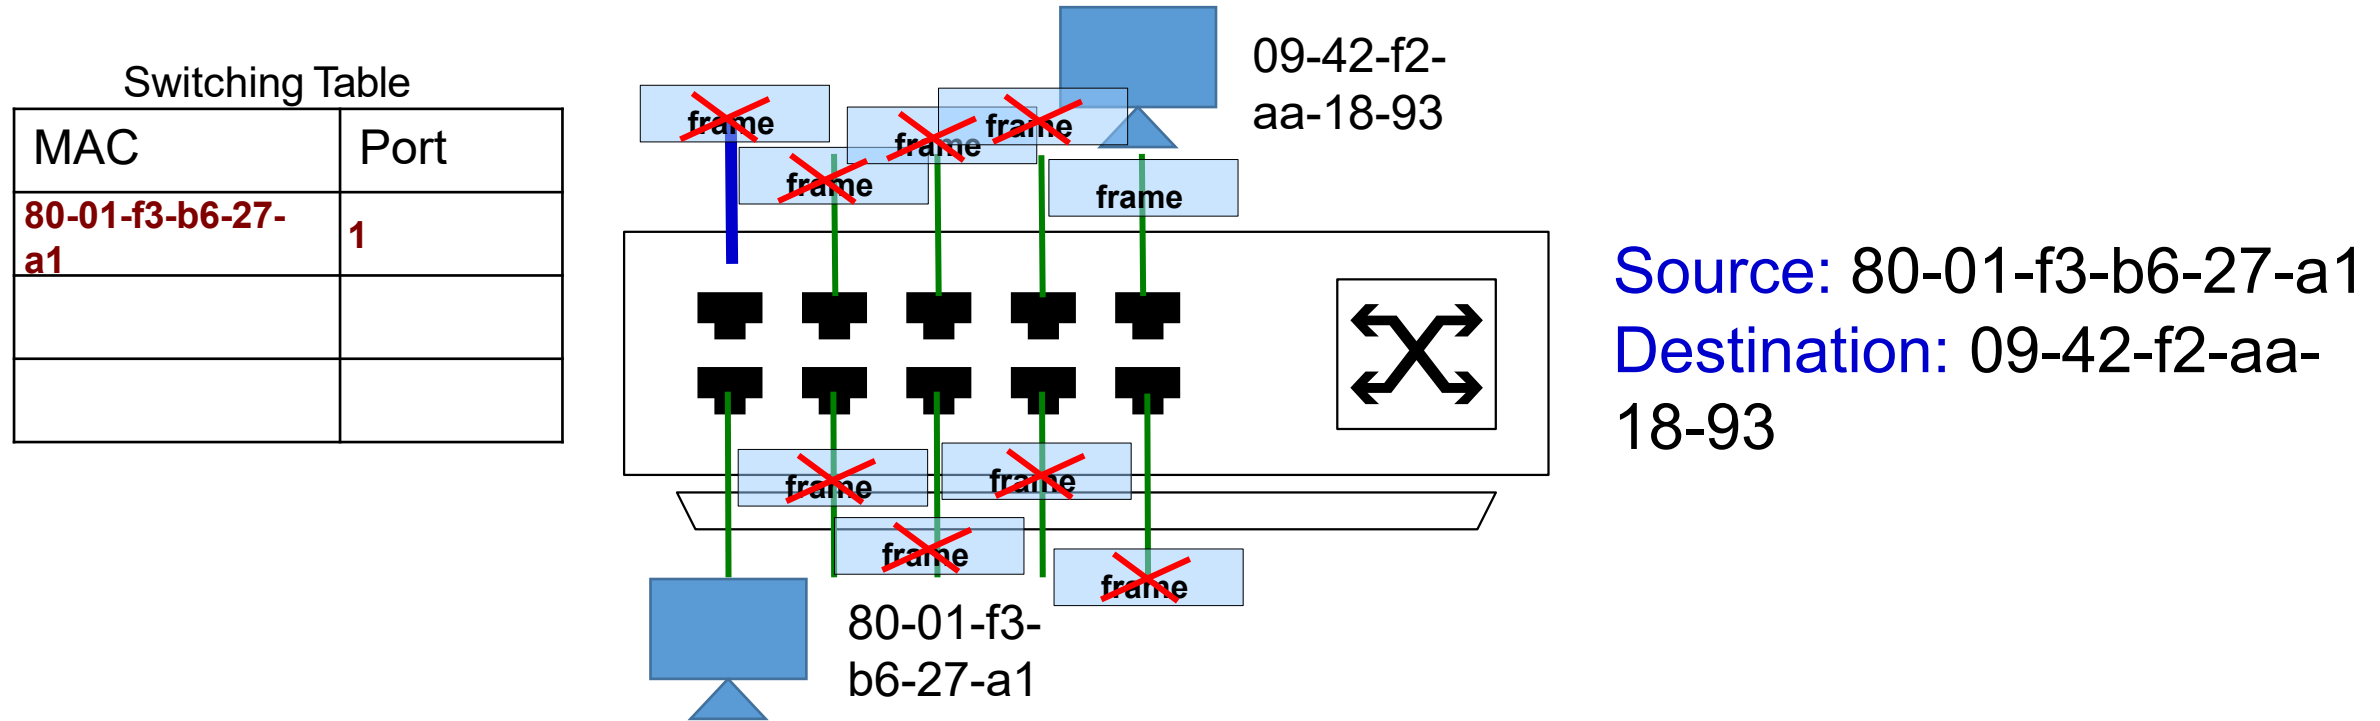 Switching Table
MAC
Port
80-01-f3-b6-27-
a1
1
frame
frame
frame
frame
frame
09-42-f2-
aa-18-93
frame
frame
frame
frame
80-01-f3-
b6-27-a1
Source: 80-01-f3-b6-27-a1
Destination: 09-42-f2-aa-
18-93